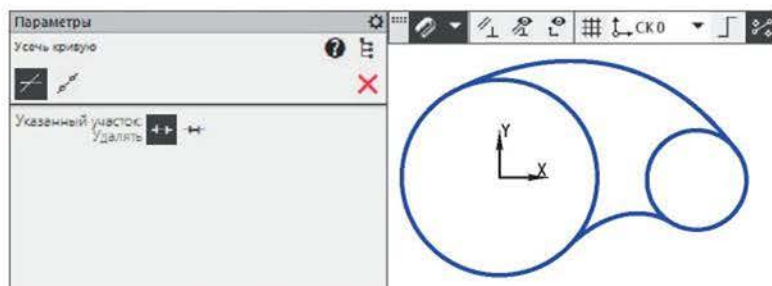 Параметры
СК 0
Усечь кривую
Указанный участок:
Удалять
Y
X